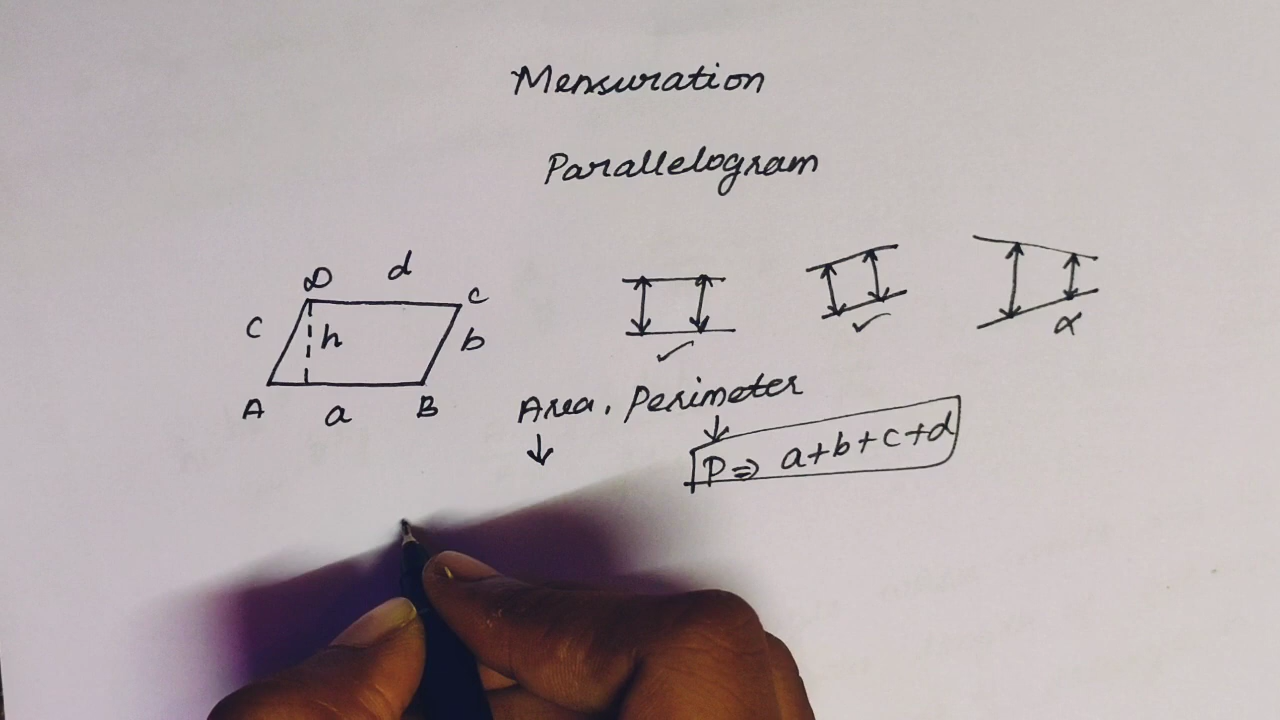 Mensuration
Parallelogram
d
D C
c h b
A a B
Area, Perimeter
P => a+b+c+d